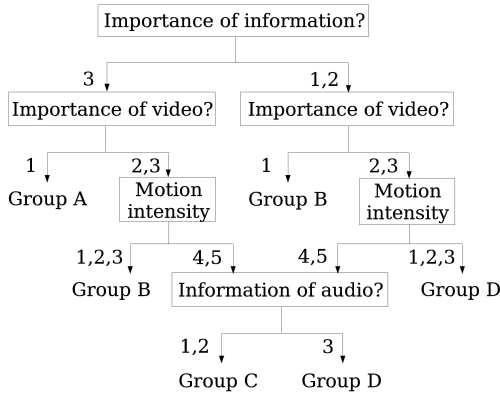 Importance of information?
3
1,2
Importance of video?
Importance of video?
1
2,3
1
2,3
Group A
Motion
intensity
Group B
Motion
intensity
1,2,3
4,5
4,5
1,2,3
Group B
Information of audio?
Group D
1,2
3
Group C
Group D